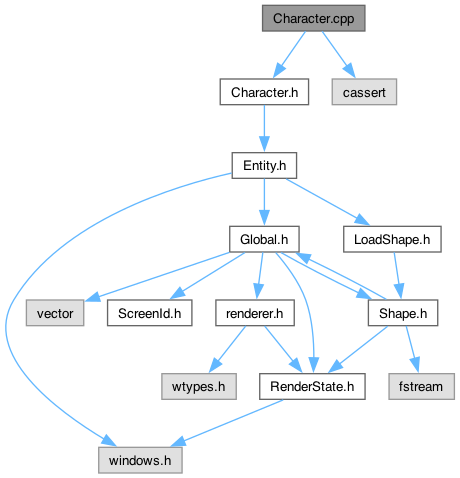 Character.cpp
Character.h
cassert
Entity.h
Global.h
LoadShape.h
vector
ScreenId.h
renderer.h
Shape.h
wtypes.h
RenderState.h
fstream
windows.h